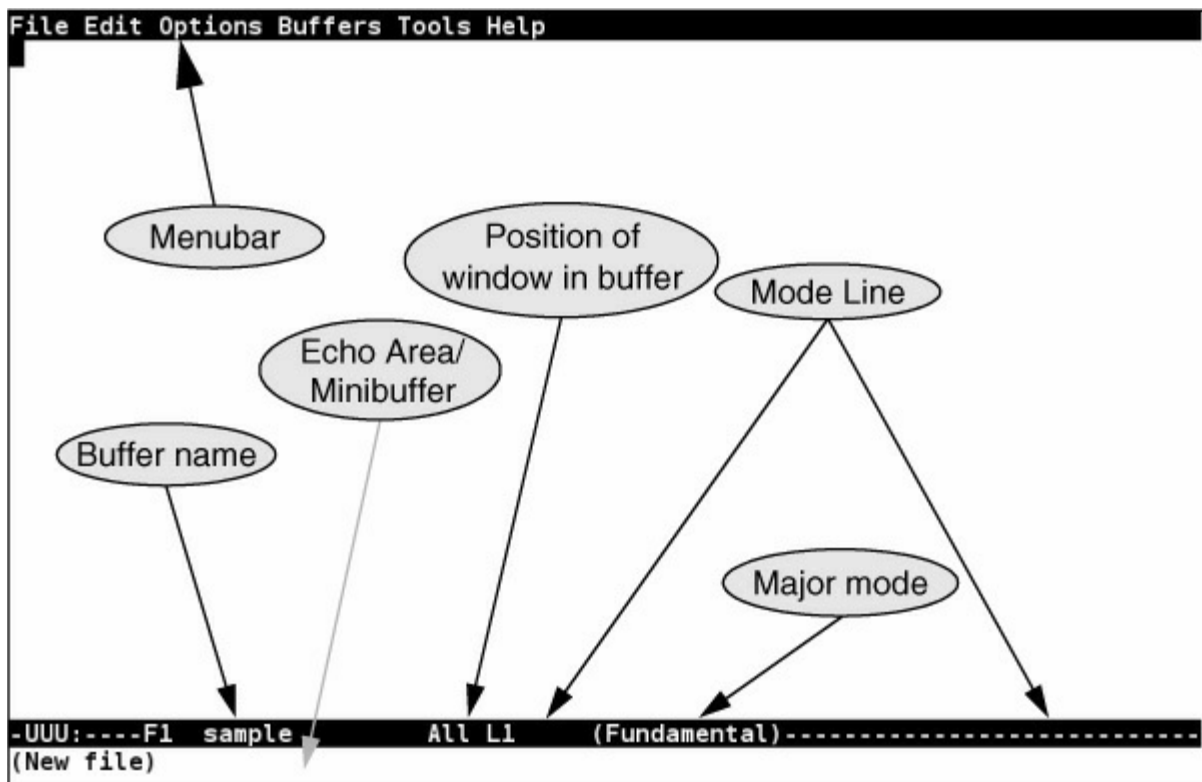 File Edit Options Buffers Tools Help
Menubar
Position of
window in buffer
Mode Line
Echo Area/
Minibuffer
Buffer name
Major mode
-UUU:----F1  sample         All L1     (Fundamental)----------------------------
(New file)